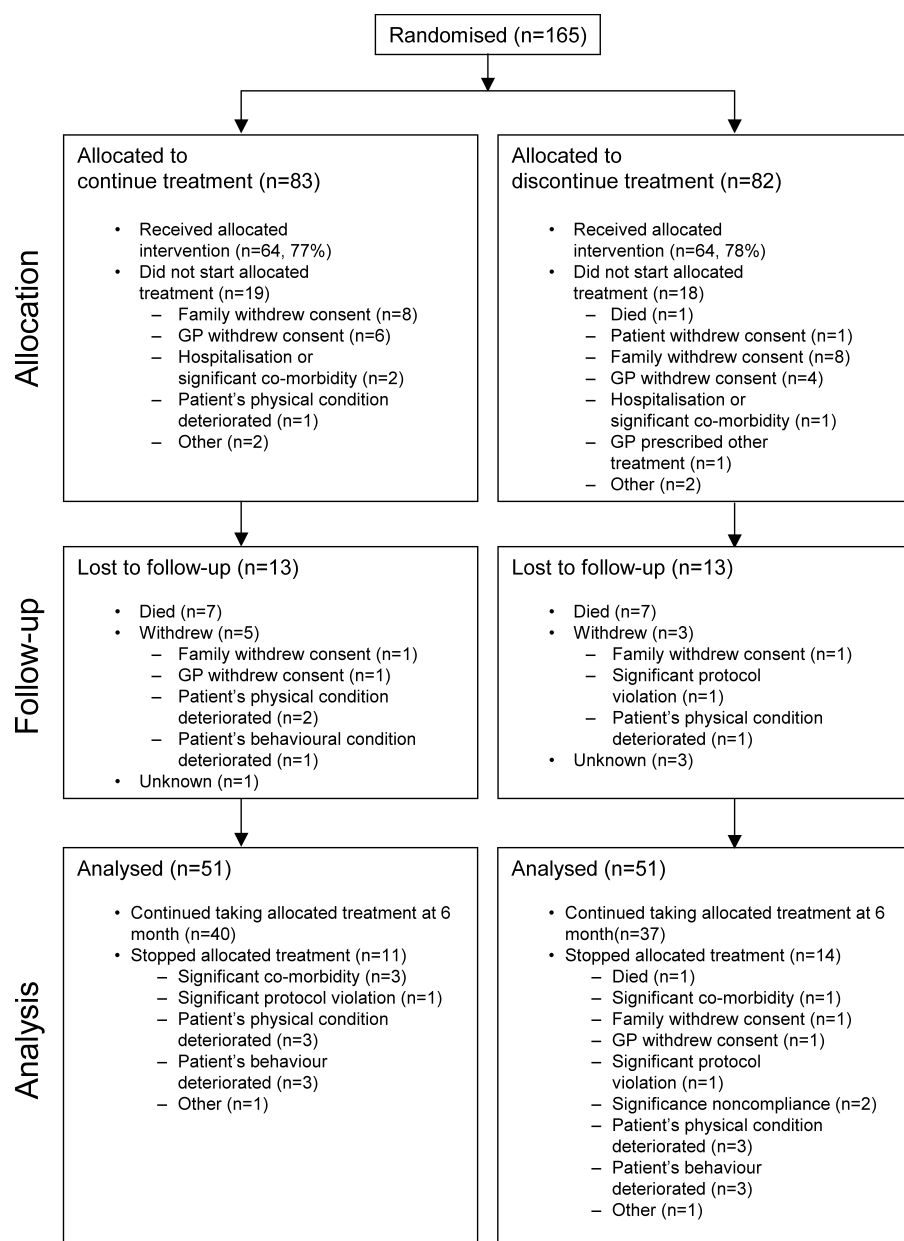 Randomised (n=165)
Allocation
Allocated to
continue treatment (n=83)
• Received allocated
intervention (n=64, 77%)
• Did not start allocated
treatment (n=19)
– Family withdrew consent (n=8)
– GP withdrew consent (n=6)
– Hospitalisation or
significant co-morbidity (n=2)
– Patient’s physical condition
deteriorated (n=1)
– Other (n=2)
Allocated to
discontinue treatment (n=82)
• Received allocated
intervention (n=64, 78%)
• Did not start allocated
treatment (n=18)
– Died (n=1)
– Patient withdrew consent (n=1)
– Family withdrew consent (n=8)
– GP withdrew consent (n=4)
– Hospitalisation or
significant co-morbidity (n=1)
– GP prescribed other
treatment (n=1)
– Other (n=2)
Follow-up
Lost to follow-up (n=13)
• Died (n=7)
• Withdrew (n=5)
– Family withdrew consent (n=1)
– GP withdrew consent (n=1)
– Patient’s physical condition
deteriorated (n=2)
– Patient’s behavioural condition
deteriorated (n=1)
• Unknown (n=1)
Lost to follow-up (n=13)
• Died (n=7)
• Withdrew (n=3)
– Family withdrew consent (n=1)
– Significant protocol
violation (n=1)
– Patient’s physical condition
deteriorated (n=1)
• Unknown (n=3)
Analysis
Analysed (n=51)
• Continued taking allocated treatment at 6
month (n=40)
• Stopped allocated treatment (n=11)
– Significant co-morbidity (n=3)
– Significant protocol violation (n=1)
– Patient’s physical condition
deteriorated (n=3)
– Patient’s behaviour
deteriorated (n=3)
– Other (n=1)
Analysed (n=51)
• Continued taking allocated treatment at 6
month(n=37)
• Stopped allocated treatment (n=14)
– Died (n=1)
– Significant co-morbidity (n=1)
– Family withdrew consent (n=1)
– GP withdrew consent (n=1)
– Significant protocol
violation (n=1)
– Significance noncompliance (n=2)
– Patient’s physical condition
deteriorated (n=3)
– Patient’s behaviour
deteriorated (n=3)
– Other (n=1)